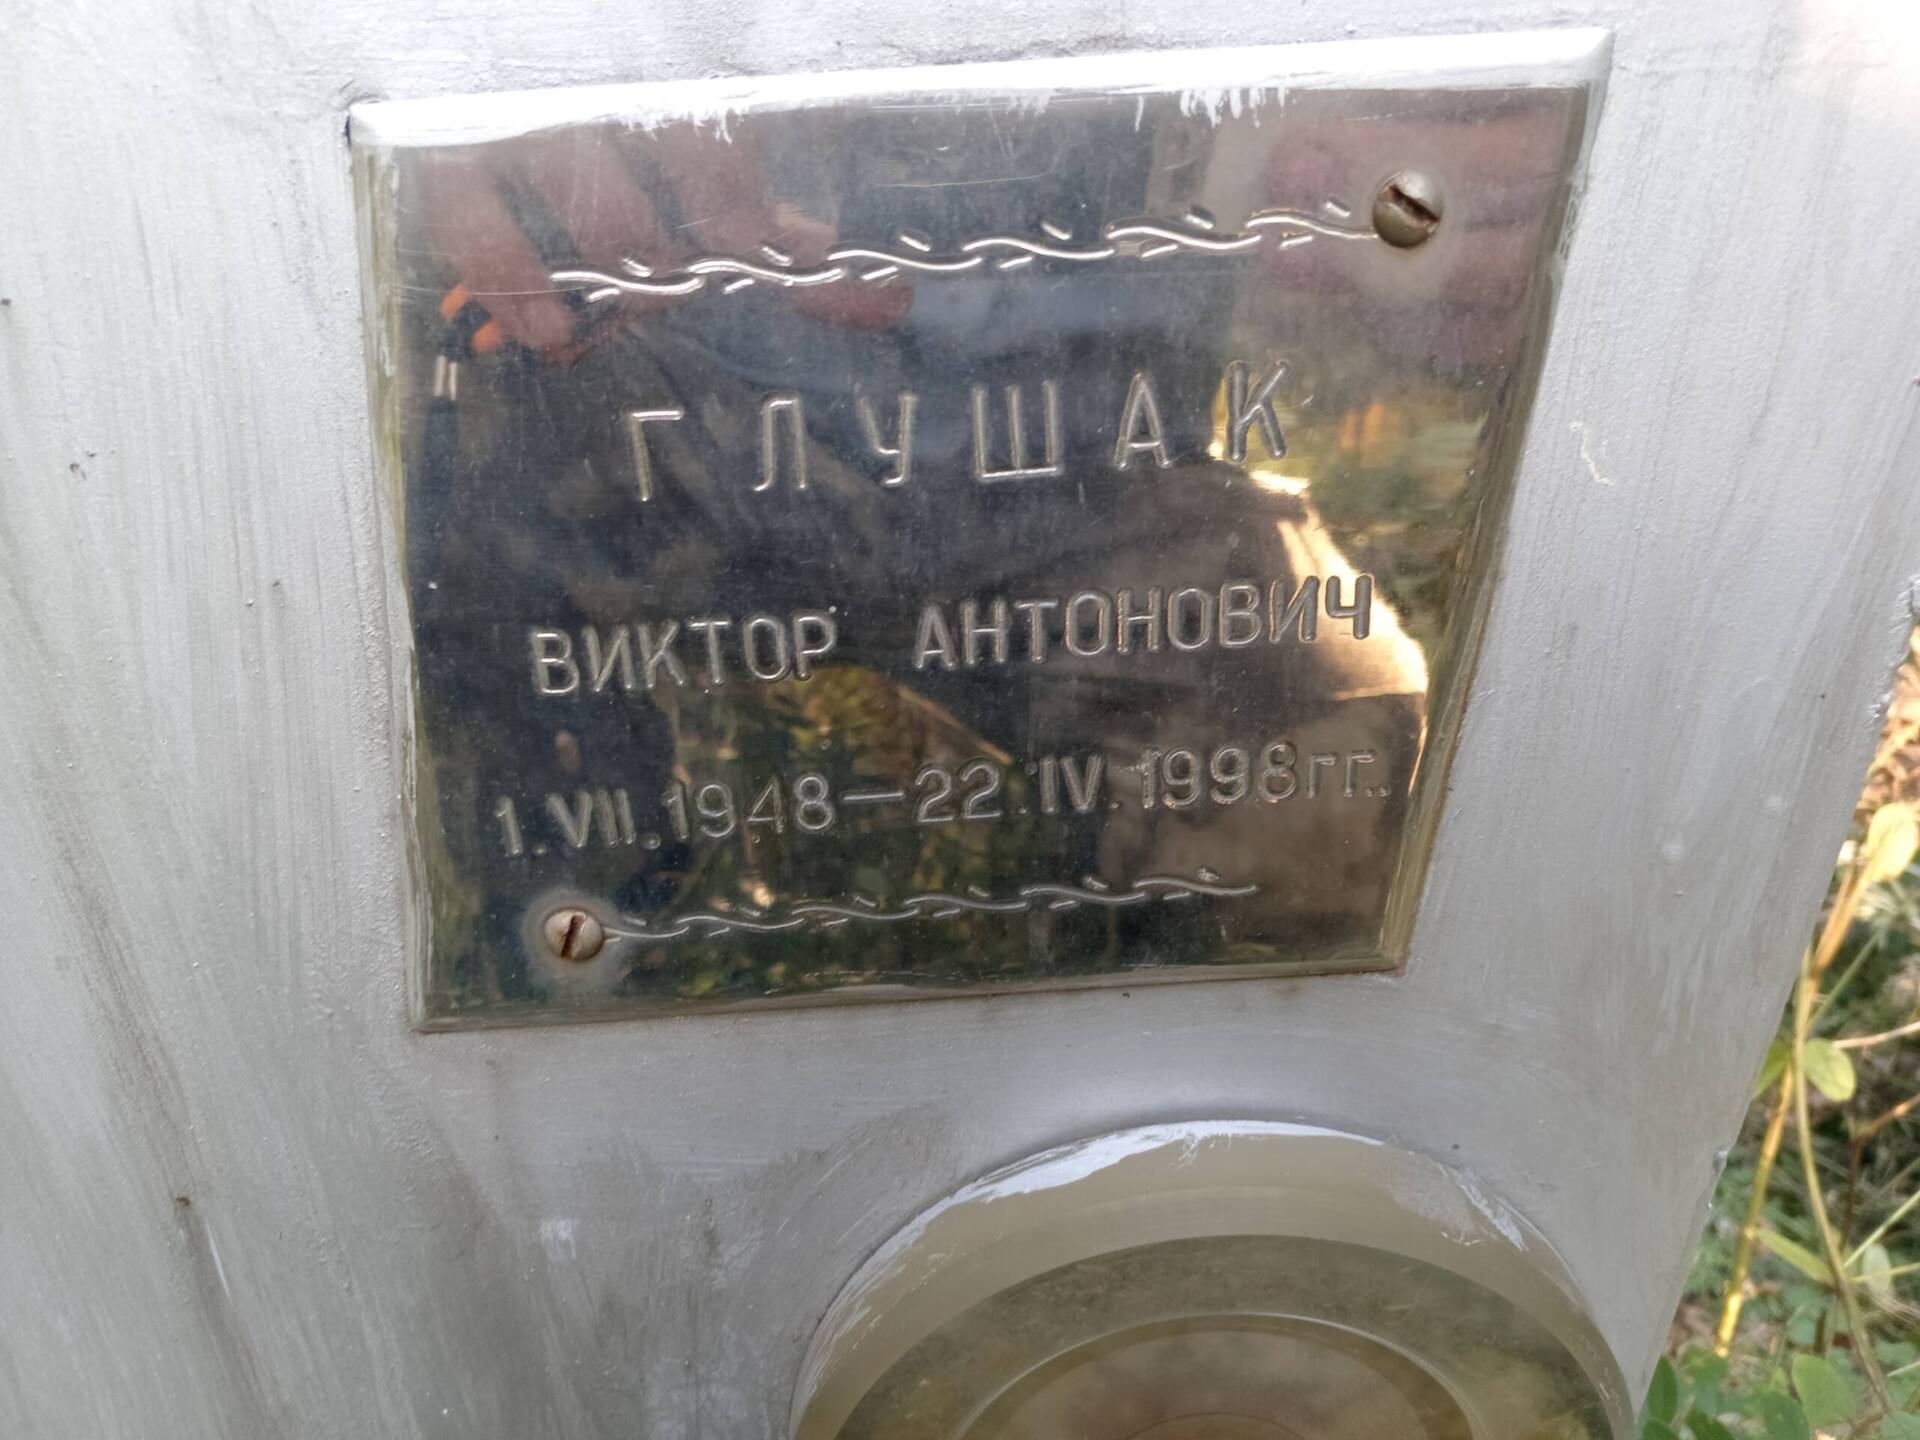 ГЛУШАК
ВИКТОР АНТОНОВИЧ
1.VII.1948–22.IV.1998гг.